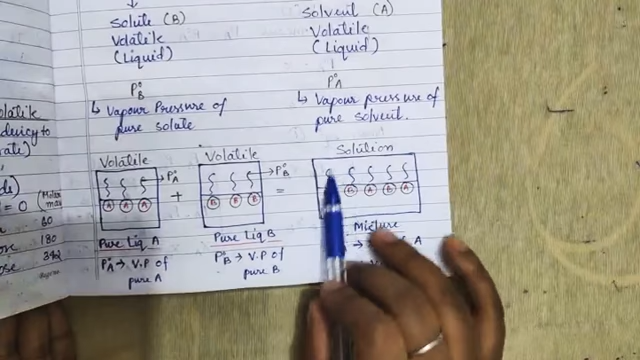 Solute (B)
Volatile
(Liquid)
P°B
↳ Vapour Pressure of
pure solute
Solvent (A)
Volatile
(Liquid)
P°A
↳ Vapour pressure of
pure solvent.
Volatile
→P°A
A A A
Pure Liq A
P°A → V.P of
pure A
+
Volatile
→P°B
B B B
Pure Liq B
P°B → V.P of
pure B
=
Solution
B A B A
Mixture
A
= 0
60
180
342